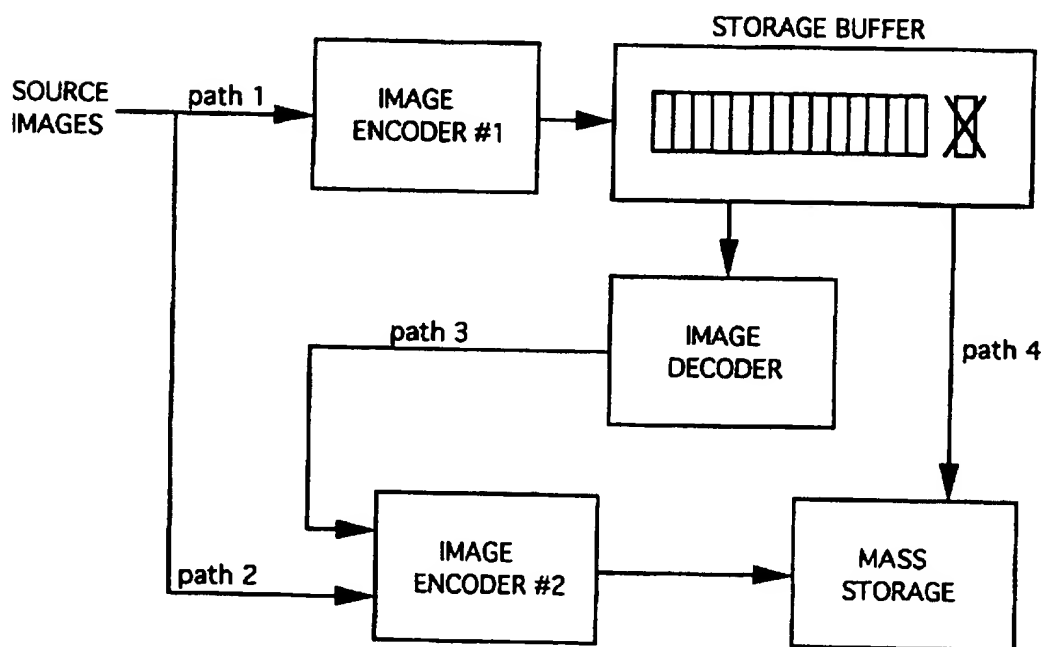 STORAGE BUFFER
SOURCE
IMAGES
path 1
IMAGE
ENCODER #1
path 3
IMAGE
DECODER
path 4
path 2
IMAGE
ENCODER #2
MASS
STORAGE